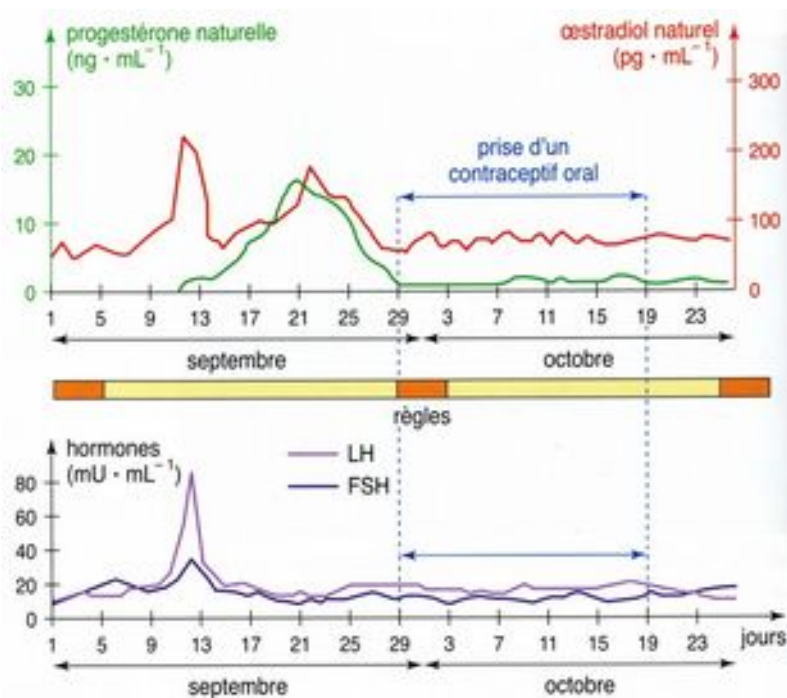 progestérone naturelle
(ng · mL⁻¹)
œstradiol naturel
(pg · mL⁻¹)
30
20
10
0
300
200
100
0
prise d'un
contraceptif oral
1 5 9 13 17 21 25 29 3 7 11 15 19 23
septembre octobre
règles
hormones
(mU · mL⁻¹)
LH
FSH
80
60
40
20
0
1 5 9 13 17 21 25 29 3 7 11 15 19 23 jours
septembre octobre